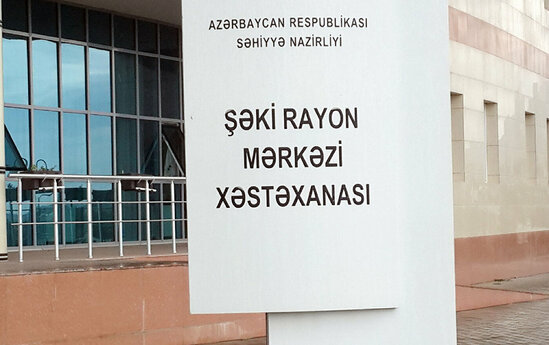 AZƏRBAYCAN RESPUBLİKASI
SƏHİYYƏ NAZİRLİYİ
ŞƏKİ RAYON
MƏRKƏZİ
XƏSTƏXANASI